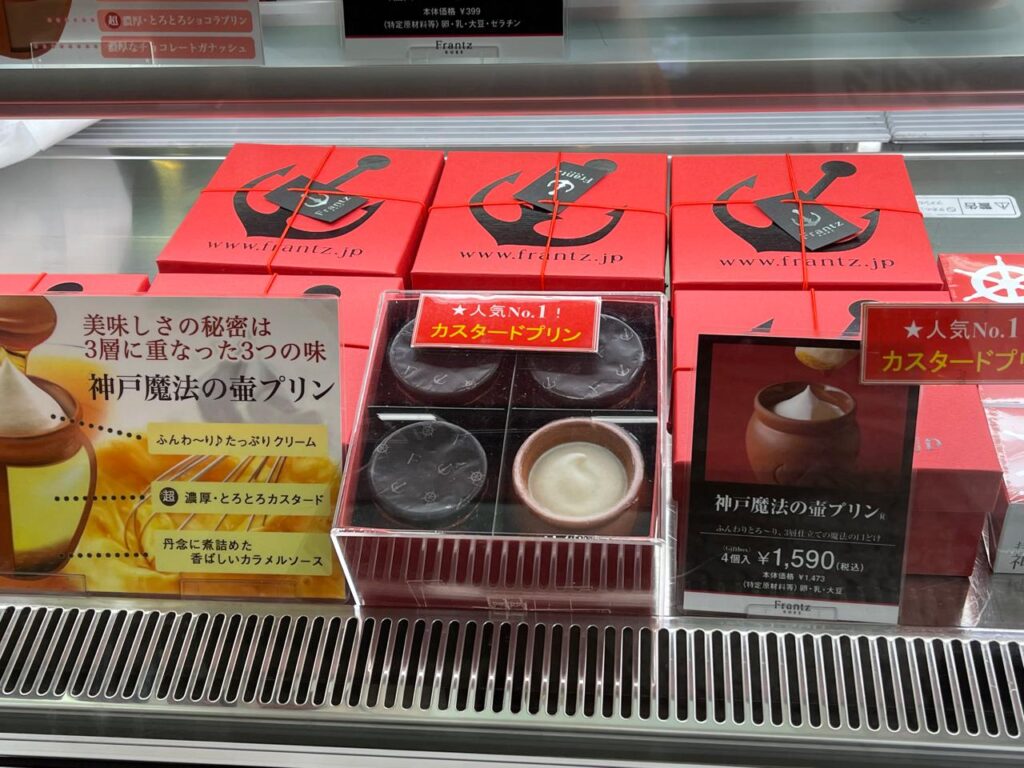 超 濃厚・とろとろショコラプリン
濃厚なチョコレートガナッシュ
本体価格 ¥399
(特定原材料等) 卵・乳・大豆・ゼラチン
Frantz
KOBE
Frantz
www.frantz.jp
Frantz
www.frantz.jp
Frantz
www.frantz.jp
警告
美味しさの秘密は
3層に重なった3つの味
神戸魔法の壷プリン
ふんわ〜り♪たっぷりクリーム
超 濃厚・とろとろカスタード
丹念に煮詰めた
香ばしいカラメルソース
★人気No.1!
カスタードプリン
★人気No.1
カスタードプ
神戸魔法の壷プリン
ふんわりとろ〜り、3層仕立ての魔法の口どけ
4個入 ¥1,590(税込)
本体価格 ¥1,473
(特定原材料等) 卵・乳・大豆
Frantz
KOBE